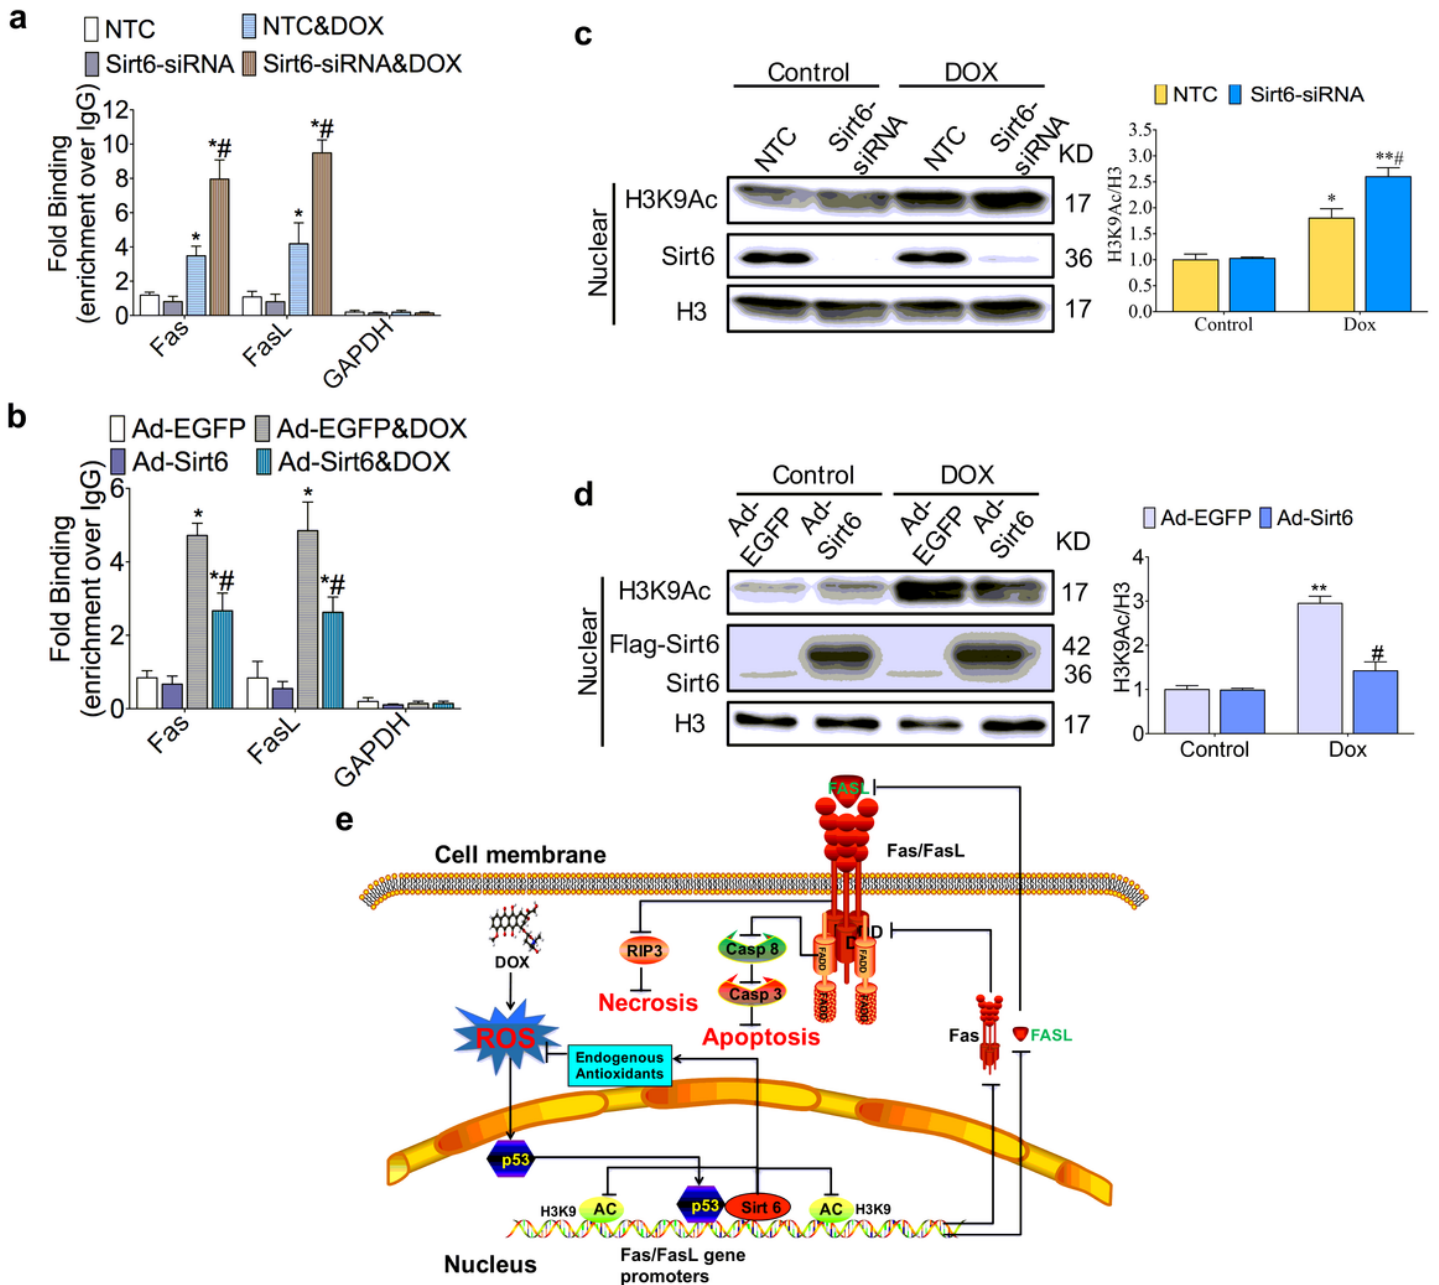 a
NTC
NTC&DOX
Sirt6-siRNA
Sirt6-siRNA&DOX
Fold Binding
(enrichment over IgG)
12
10
8
6
4
2
0
*
*#
*
*#
Fas
FasL
GAPDH
b
Ad-EGFP
Ad-EGFP&DOX
Ad-Sirt6
Ad-Sirt6&DOX
Fold Binding
(enrichment over IgG)
6
4
2
0
*
*#
*
*#
Fas
FasL
GAPDH
c
Control
DOX
NTC
Sirt6-
siRNA
NTC
Sirt6-
siRNA
KD
Nuclear
H3K9Ac
17
Sirt6
36
H3
17
NTC
Sirt6-siRNA
H3K9Ac/H3
3.5
3.0
2.5
2.0
1.5
1.0
0.5
0.0
*
**#
Control
Dox
d
Control
DOX
Ad-
EGFP
Ad-
Sirt6
Ad-
EGFP
Ad-
Sirt6
KD
Nuclear
H3K9Ac
17
Flag-Sirt6
42
Sirt6
36
H3
17
Ad-EGFP
Ad-Sirt6
H3K9Ac/H3
4
3
2
1
0
**
#
Control
Dox
e
FASL
Fas/FasL
Cell membrane
DOX
RIP3
Necrosis
Casp 8
Casp 3
Apoptosis
FADD
FADD
FADD
FADD
Fas
FASL
ROS
Endogenous
Antioxidants
p53
H3K9
AC
p53
Sirt 6
AC
H3K9
Nucleus
Fas/FasL gene
promoters